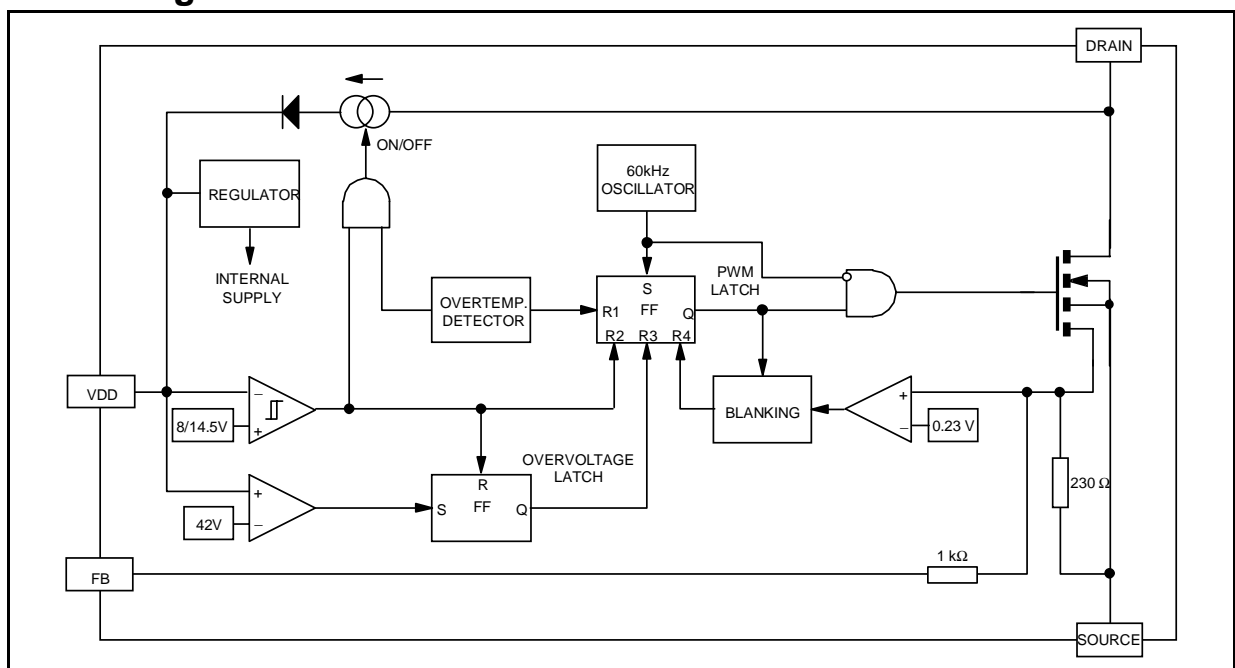 DRAIN
ON/OFF
REGULATOR
60kHz
OSCILLATOR
INTERNAL
SUPPLY
PWM
LATCH
S
FF
R1
Q
R2 R3 R4
OVERTEMP.
DETECTOR
VDD
_
8/14.5V
+
BLANKING
+
_
0.23 V
OVERVOLTAGE
LATCH
R
FF
S
Q
+
42V
_
230 Ω
1 kΩ
FB
SOURCE